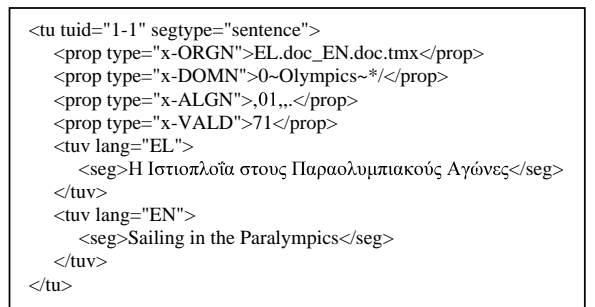 <tu tuid="1-1" segtype="sentence">
<prop type="x-ORGN">EL.doc_EN.doc.tmx</prop>
<prop type="x-DOMN">0~Olympics~*/</prop>
<prop type="x-ALGN">,01,,.</prop>
<prop type="x-VALD">71</prop>
<tuv lang="EL">
<seg>Η Ιστιοπλοΐα στους Παραολυμπιακούς Αγώνες</seg>
</tuv>
<tuv lang="EN">
<seg>Sailing in the Paralympics</seg>
</tuv>
</tu>